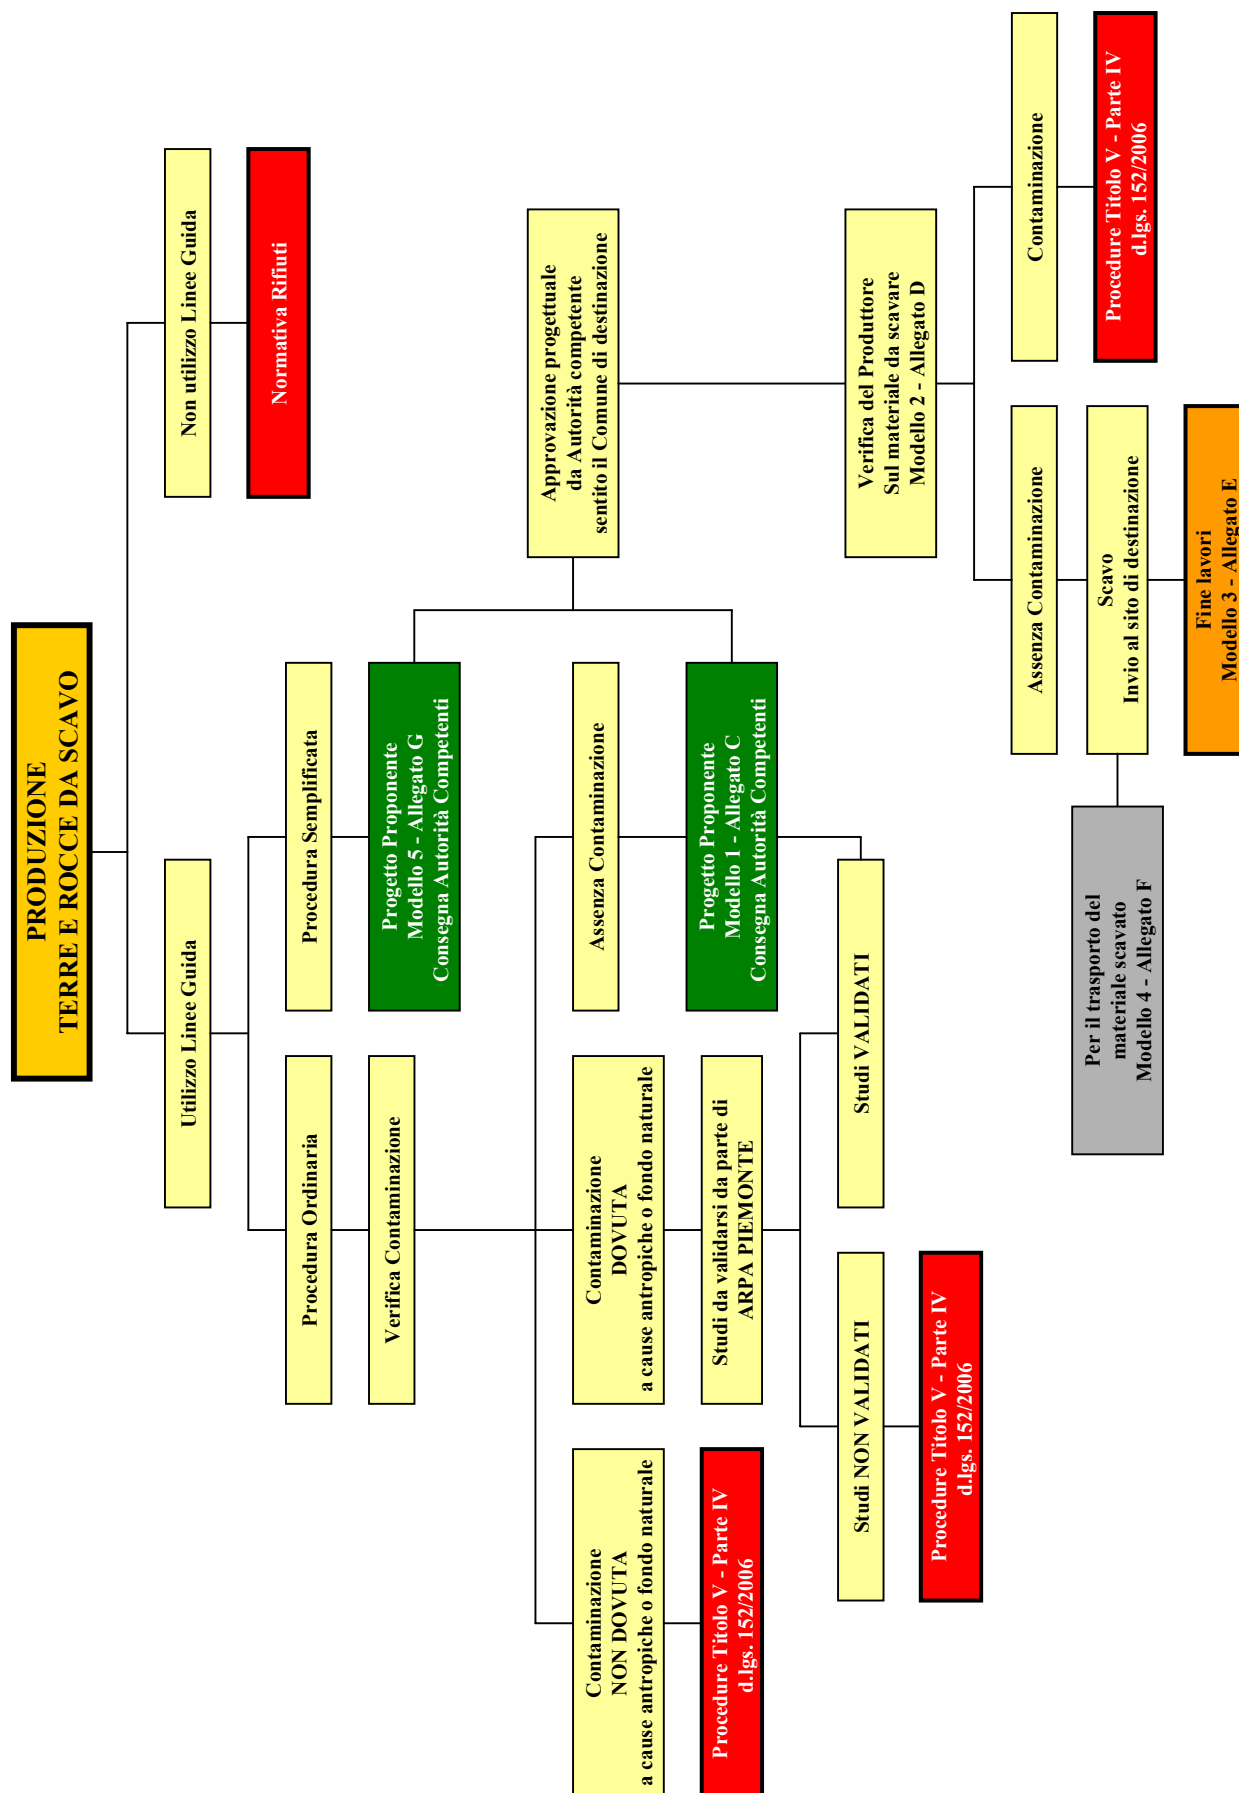 PRODUZIONE
TERRE E ROCCE DA SCAVO
Utilizzo Linee Guida
Non utilizzo Linee Guida
Normativa Rifiuti
Procedura Ordinaria
Procedura Semplificata
Verifica Contaminazione
Progetto Proponente
Modello 5 - Allegato G
Consegna Autorità Competenti
Contaminazione
NON DOVUTA
a cause antropiche o fondo naturale
Contaminazione
DOVUTA
a cause antropiche o fondo naturale
Assenza Contaminazione
Procedure Titolo V - Parte IV
d.lgs. 152/2006
Studi da validarsi da parte di
ARPA PIEMONTE
Progetto Proponente
Modello 1 - Allegato C
Consegna Autorità Competenti
Studi NON VALIDATI
Studi VALIDATI
Procedure Titolo V - Parte IV
d.lgs. 152/2006
Approvazione progettuale
da Autorità competente
sentito il Comune di destinazione
Verifica del Produttore
Sul materiale da scavare
Modello 2 - Allegato D
Assenza Contaminazione
Contaminazione
Per il trasporto del
materiale scavato
Modello 4 - Allegato F
Scavo
Invio al sito di destinazione
Procedure Titolo V - Parte IV
d.lgs. 152/2006
Fine lavori
Modello 3 - Allegato E